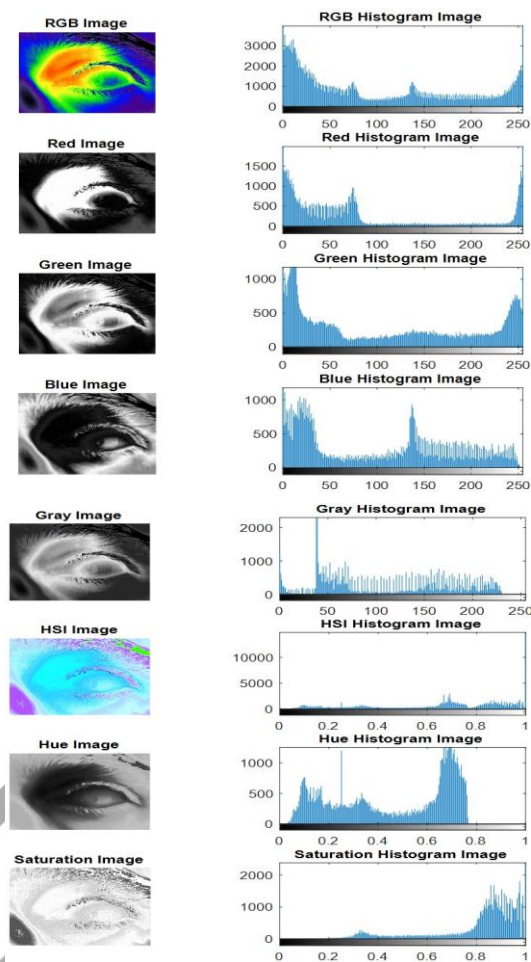 RGB Image
RGB Histogram Image
3000
2000
1000
0
0 50 100 150 200 250
Red Image
Red Histogram Image
1500
1000
500
0
0 50 100 150 200 250
Green Image
Green Histogram Image
1000
500
0
0 50 100 150 200 250
Blue Image
Blue Histogram Image
1000
500
0
0 50 100 150 200 250
Gray Image
Gray Histogram Image
2000
1000
0
0 50 100 150 200 250
HSI Image
HSI Histogram Image
10000
5000
0
0 0.2 0.4 0.6 0.8 1
Hue Image
Hue Histogram Image
1000
500
0
0 0.2 0.4 0.6 0.8 1
Saturation Image
Saturation Histogram Image
2000
1000
0
0 0.2 0.4 0.6 0.8 1